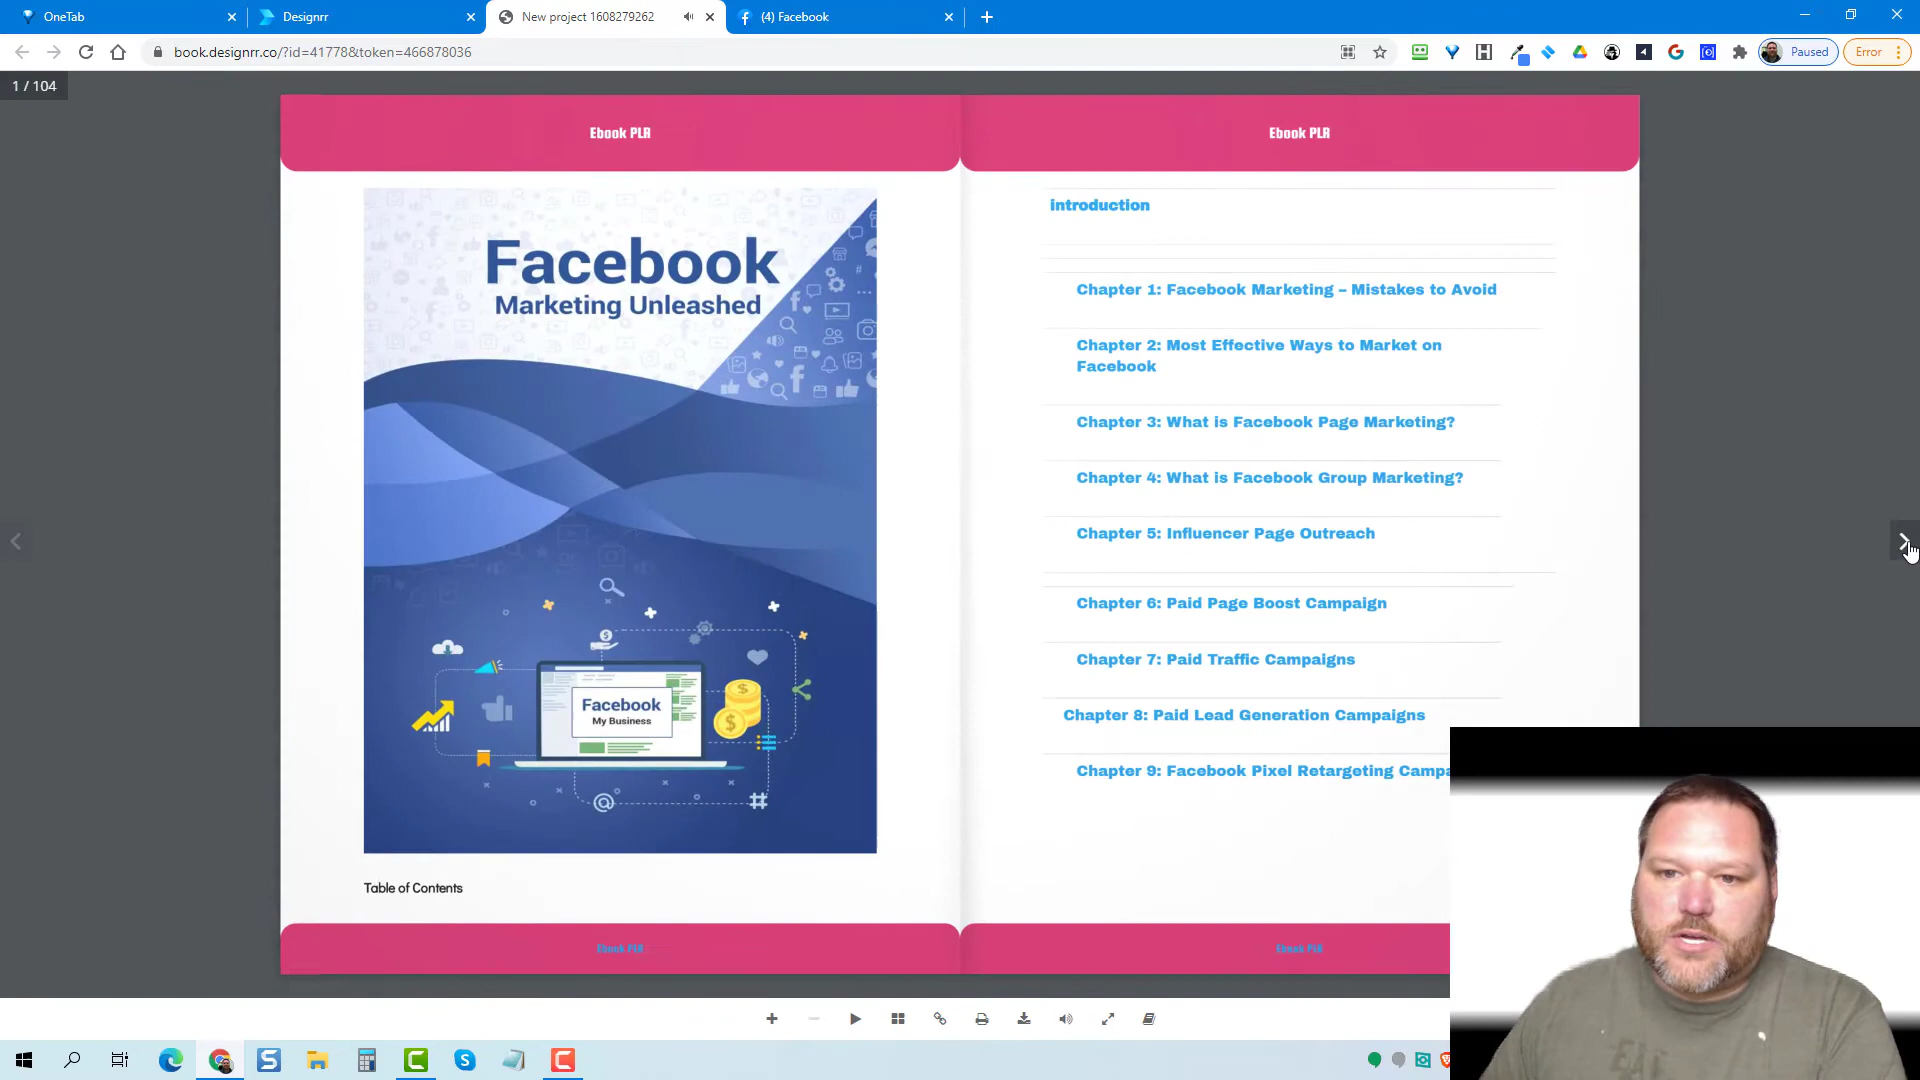 OneTab
Designrr
New project 1608279262
(4) Facebook
book.designrr.co/?id=41778&token=466878036
Paused
Error
1 / 104
Ebook PLR
Facebook
Marketing Unleashed
Facebook
My Business
Table of Contents
Ebook PLR
Ebook PLR
introduction
Chapter 1: Facebook Marketing – Mistakes to Avoid
Chapter 2: Most Effective Ways to Market on
Facebook
Chapter 3: What is Facebook Page Marketing?
Chapter 4: What is Facebook Group Marketing?
Chapter 5: Influencer Page Outreach
Chapter 6: Paid Page Boost Campaign
Chapter 7: Paid Traffic Campaigns
Chapter 8: Paid Lead Generation Campaigns
Chapter 9: Facebook Pixel Retargeting Campa
Ebook PLR